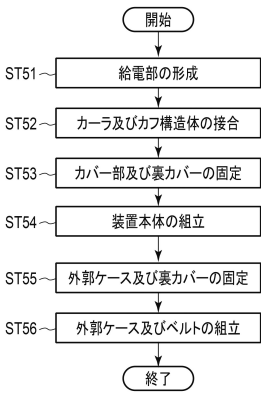 開始
ST51 給電部の形成
ST52 カーラ及びカフ構造体の接合
ST53 カバー部及び裏カバーの固定
ST54 装置本体の組立
ST55 外郭ケース及び裏カバーの固定
ST56 外郭ケース及びベルトの組立
終了